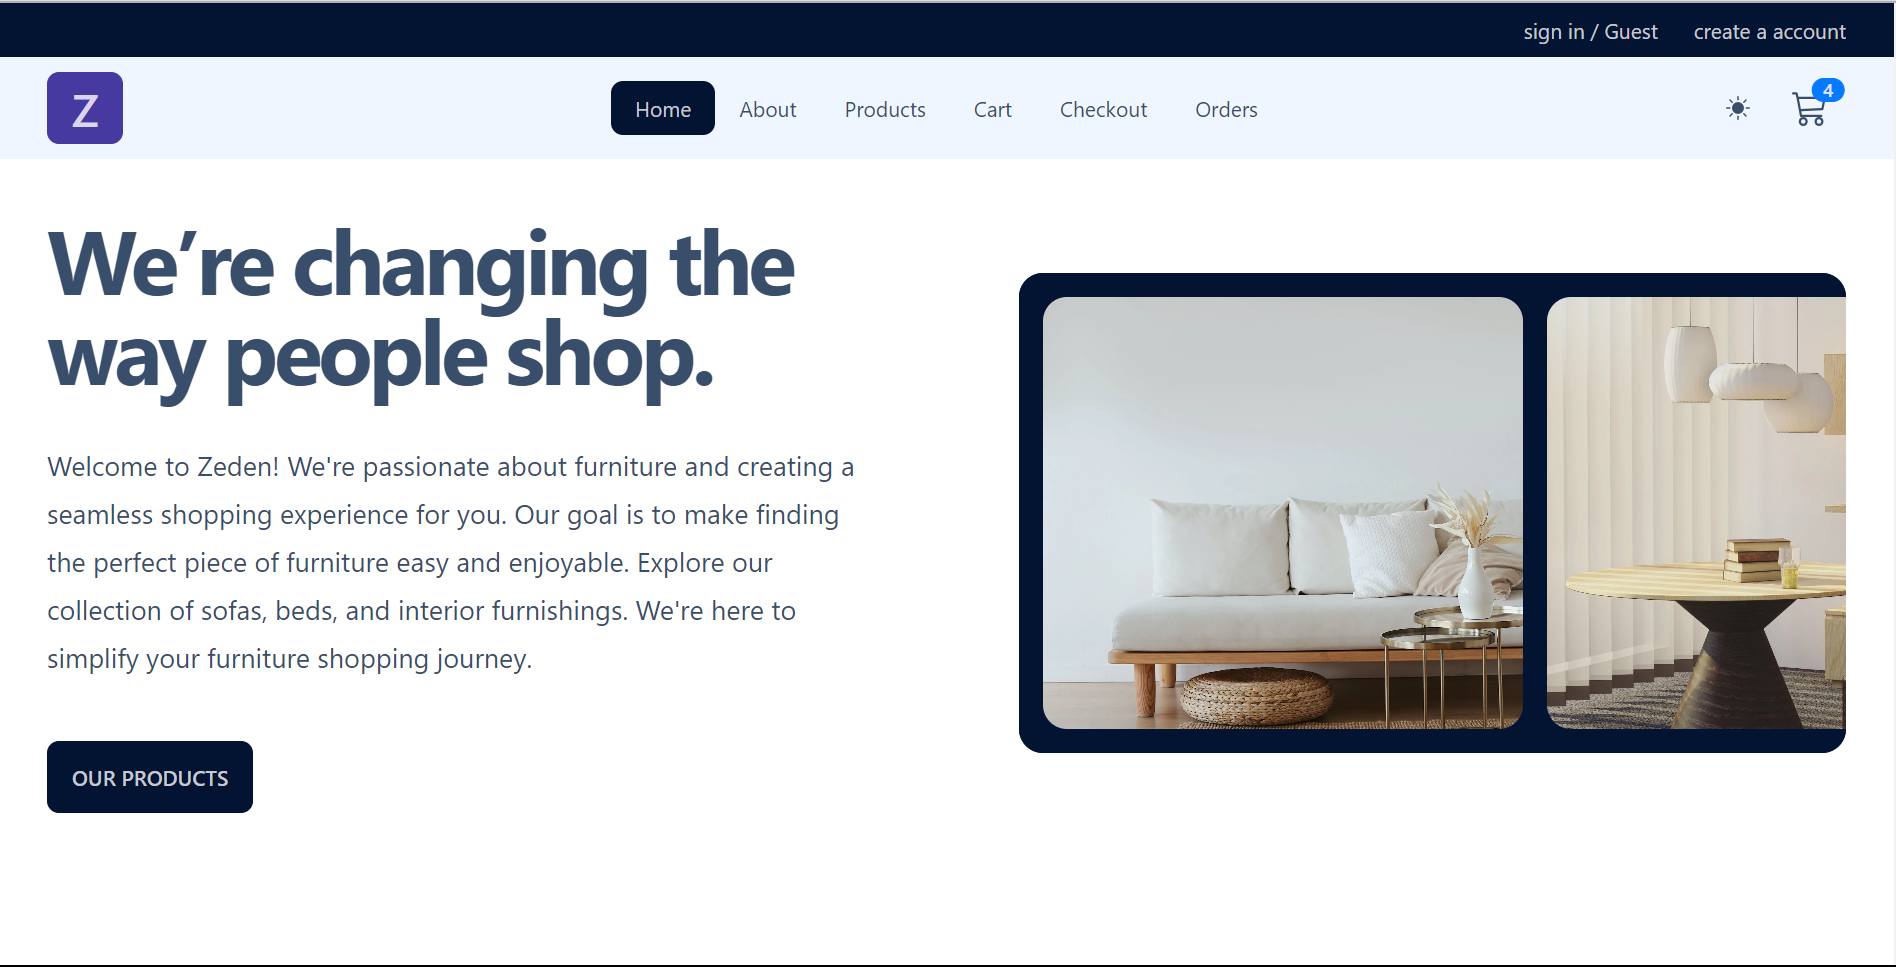 sign in / Guest create a account
Z Home About Products Cart Checkout Orders 4
We’re changing the
way people shop.
Welcome to Zeden! We're passionate about furniture and creating a
seamless shopping experience for you. Our goal is to make finding
the perfect piece of furniture easy and enjoyable. Explore our
collection of sofas, beds, and interior furnishings. We're here to
simplify your furniture shopping journey.
OUR PRODUCTS